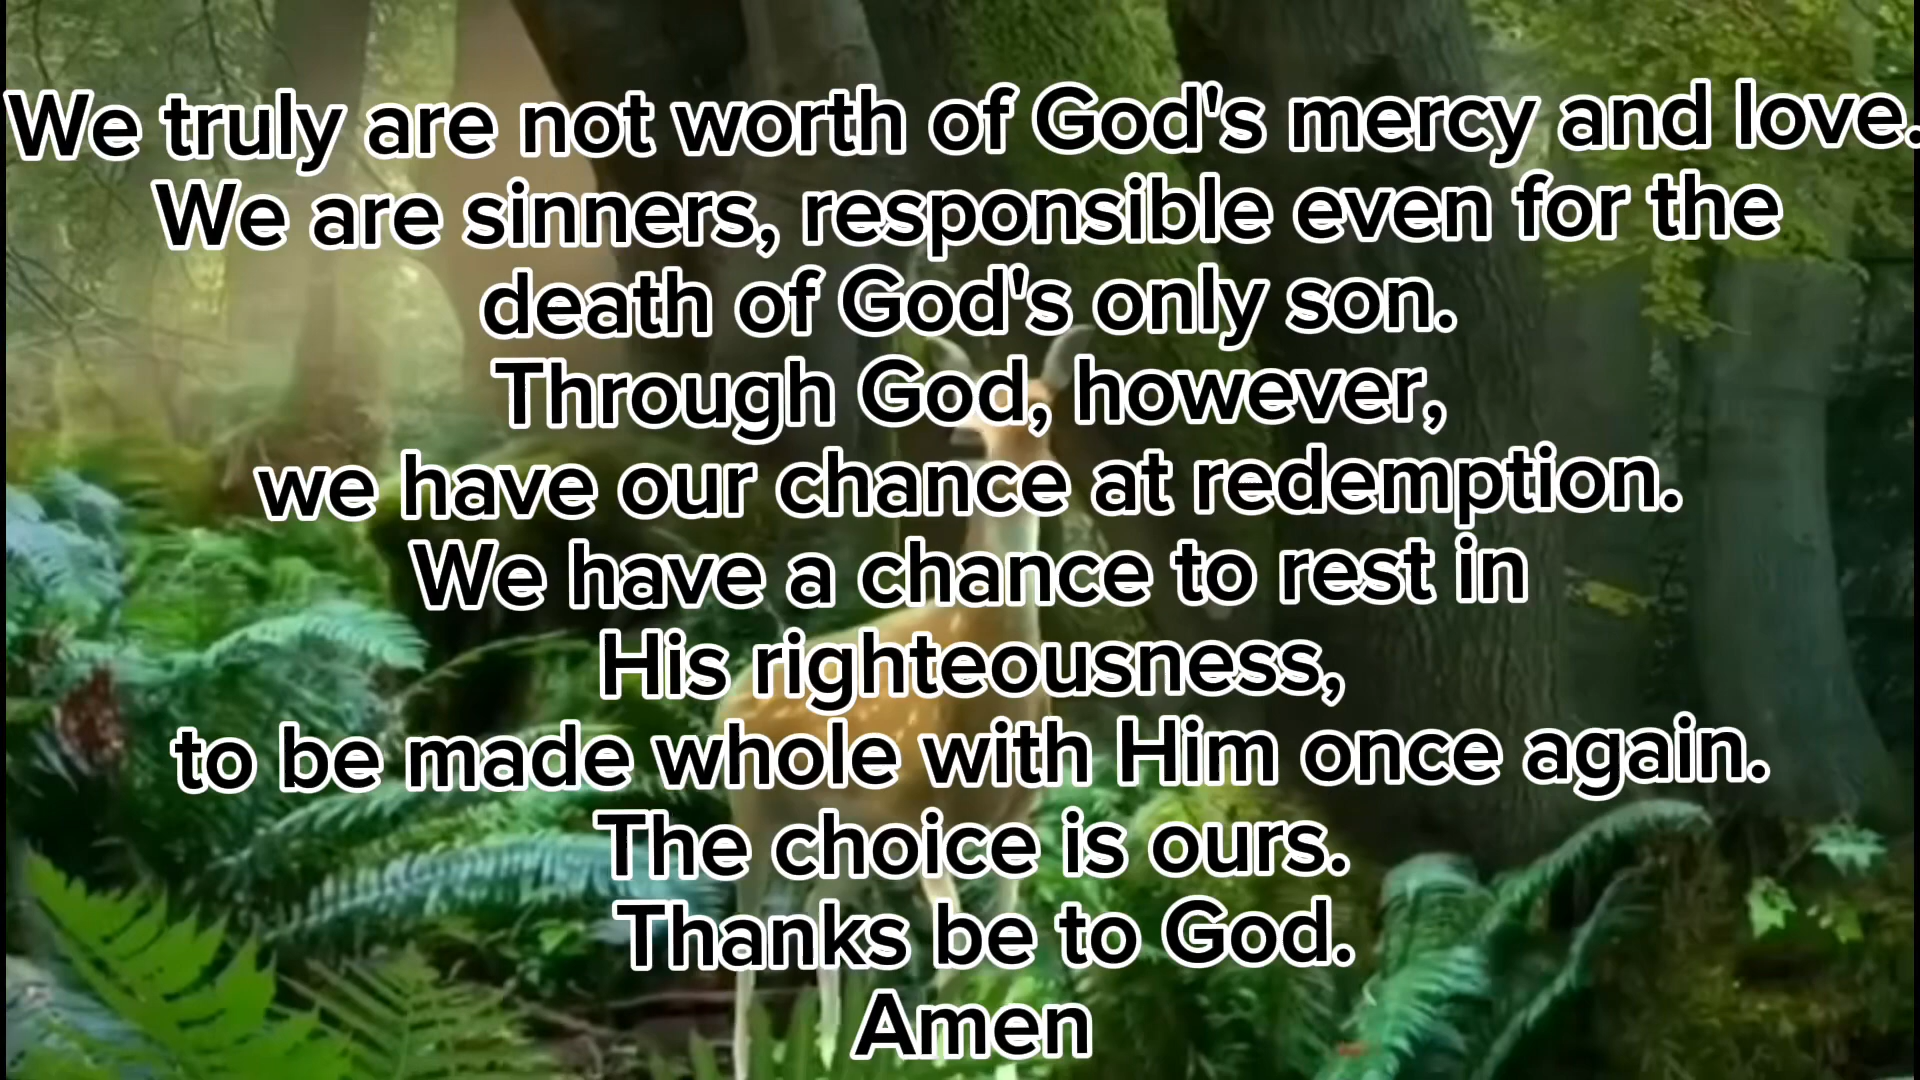 We truly are not worth of God's mercy and love.
We are sinners, responsible even for the
death of God's only son.
Through God, however,
we have our chance at redemption.
We have a chance to rest in
His righteousness,
to be made whole with Him once again.
The choice is ours.
Thanks be to God.
Amen